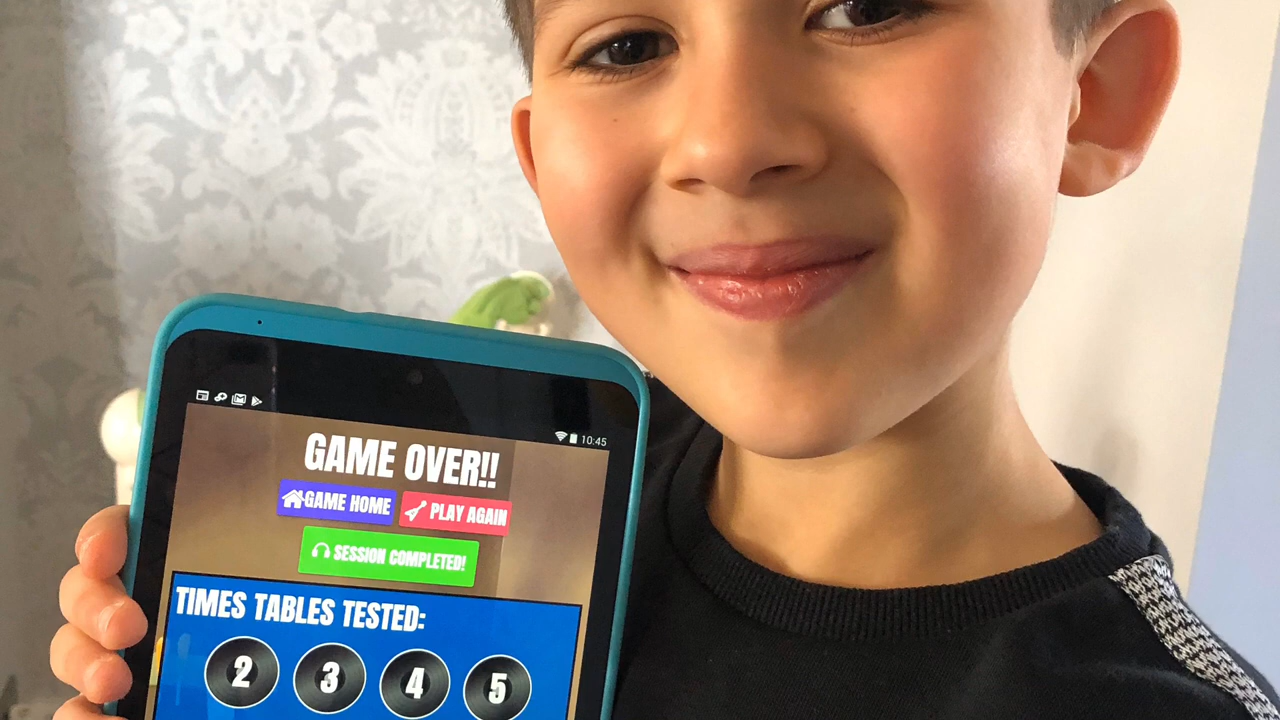 10:45
GAME OVER!!
GAME HOME
PLAY AGAIN
SESSION COMPLETED!
TIMES TABLES TESTED:
2 3 4 5